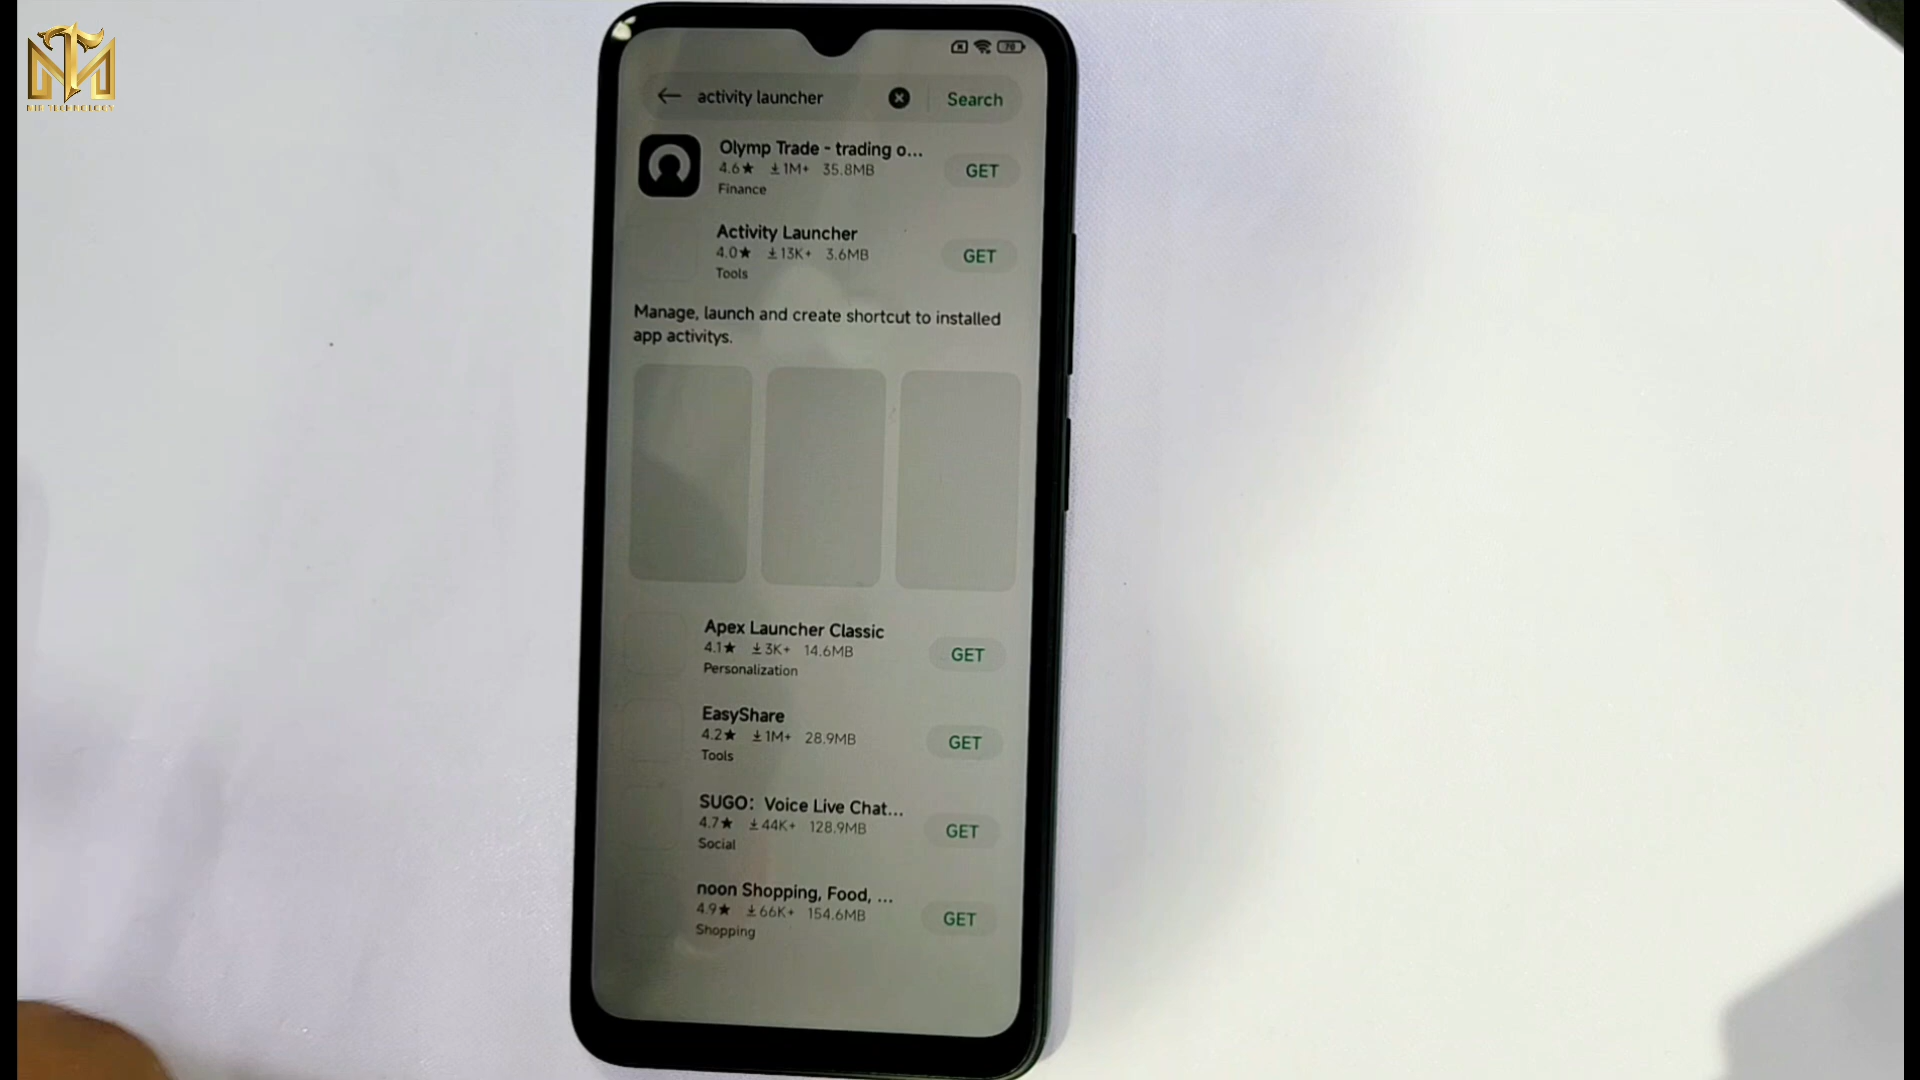 70
activity launcher
Search
Olymp Trade - trading o...
4.6★ 1M+ 35.8MB
GET
Finance
Activity Launcher
4.0★ 13K+ 3.6MB
GET
Tools
Manage, launch and create shortcut to installed
app activitys.
Apex Launcher Classic
4.1★ 3K+ 14.6MB
GET
Personalization
EasyShare
4.2★ 1M+ 28.9MB
GET
Tools
SUGO: Voice Live Chat...
4.7★ 44K+ 128.9MB
GET
Social
noon Shopping, Food, ...
4.9★ 66K+ 154.6MB
GET
Shopping